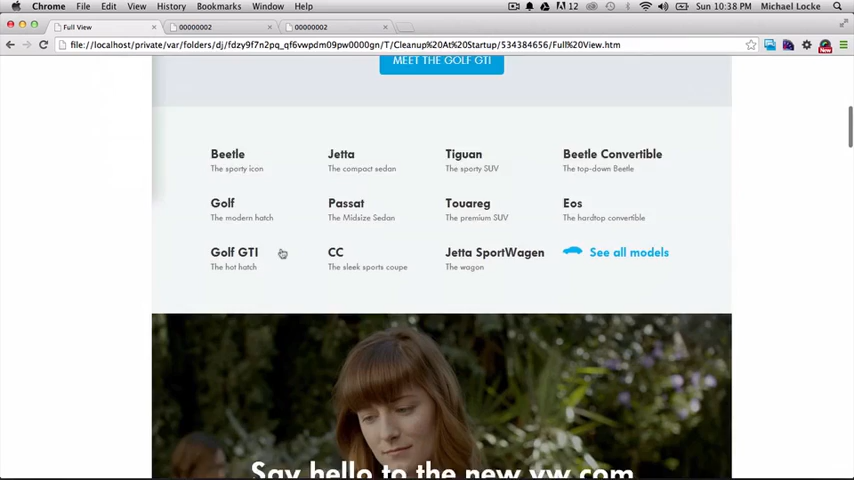 Chrome File Edit View History Bookmarks Window Help 12 Sun 10:38 PM Michael Locke
Full View 00000002 00000002
file://localhost/private/var/folders/dj/fdzy9f7n2pq_qf6vwpdm09pw0000gn/T/Cleanup%20At%20Startup/534384656/Full%20View.htm
New
MEET THE GOLF GTI
Beetle Jetta Tiguan Beetle Convertible
The sporty icon The compact sedan The sporty SUV The top-down Beetle
Golf Passat Touareg Eos
The modern hatch The Midsize Sedan The premium SUV The hardtop convertible
Golf GTI CC Jetta SportWagen See all models
The hot hatch The sleek sports coupe The wagon
Say hello to the new vw.com